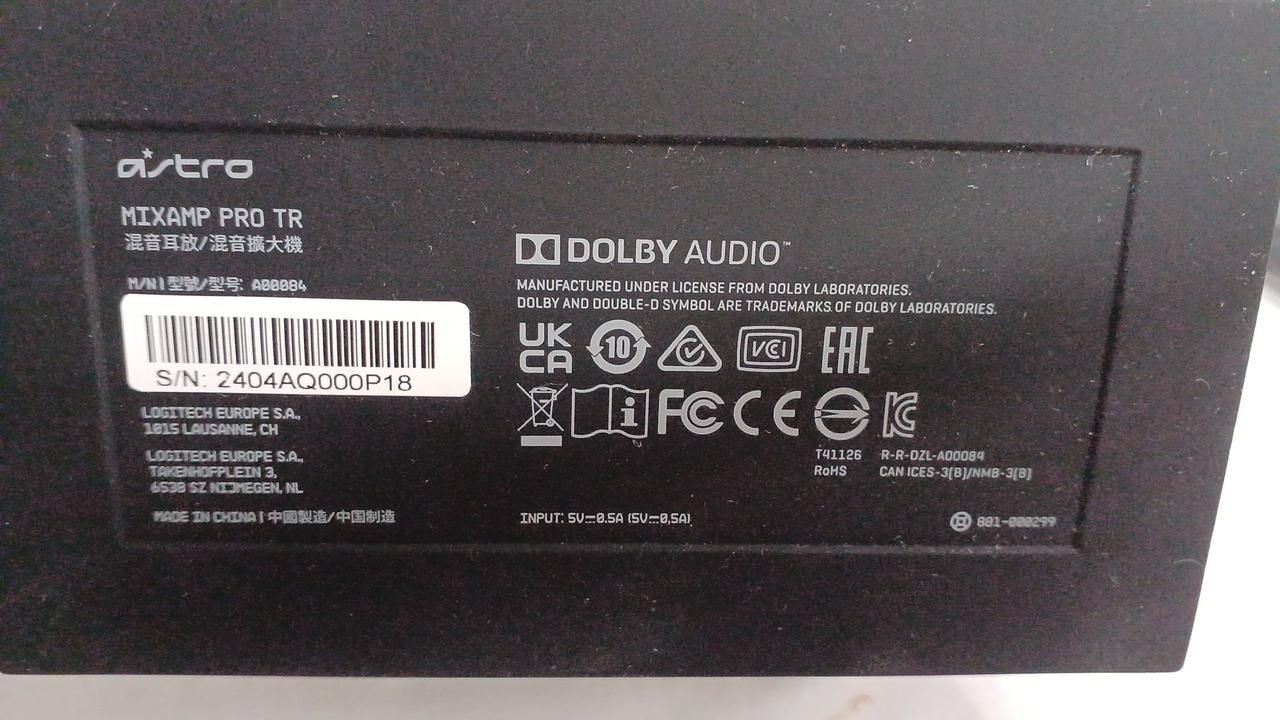 astro
MIXAMP PRO TR
混音耳放/混音擴大機
M/N | 型號/型号: A00084
S/N: 2404AQ000P18
LOGITECH EUROPE S.A.,
1015 LAUSANNE, CH
LOGITECH EUROPE S.A.,
TAKENHOFPLEIN 3,
6538 SZ NIJMEGEN, NL
MADE IN CHINA | 中國製造/中国制造
DOLBY AUDIO™
MANUFACTURED UNDER LICENSE FROM DOLBY LABORATORIES.
DOLBY AND DOUBLE-D SYMBOL ARE TRADEMARKS OF DOLBY LABORATORIES.
UK CA 10 VCI EAC
i FC CE KC
T41126 R-R-DZL-A00084
RoHS CAN ICES-3(B)/NMB-3(B)
INPUT: 5V⎓0.5A (5V⎓0,5A)
881-000299